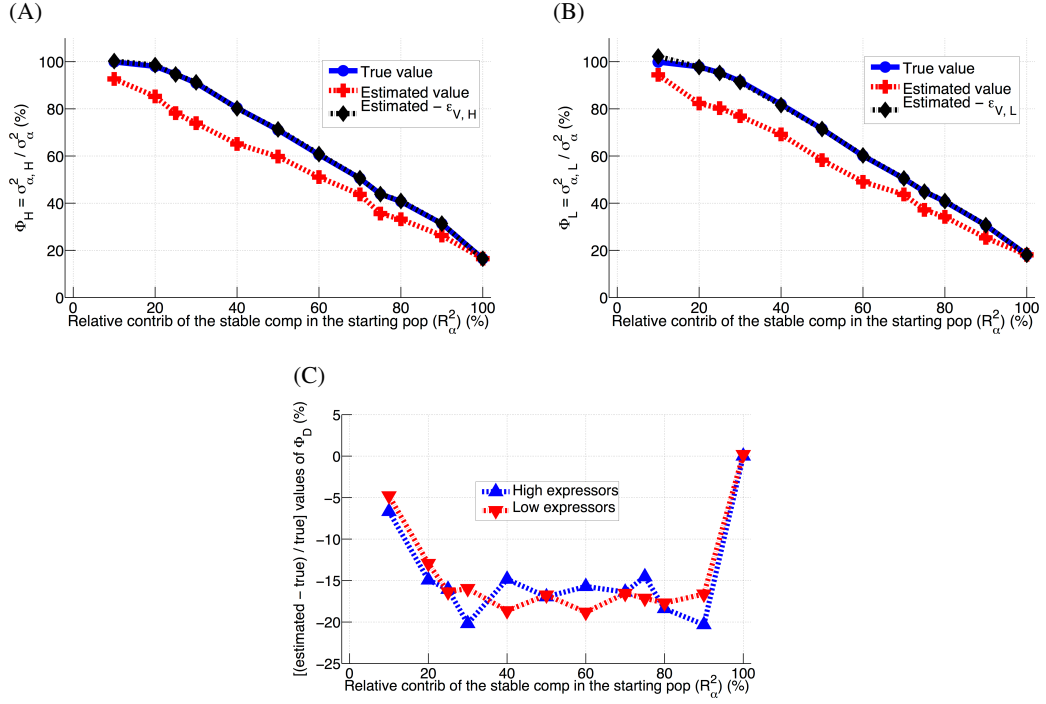 (A)
Φ_H = σ²_{α,H} / σ²_α (%)
100
80
60
40
20
0
True value
Estimated value
Estimated − ε_{V, H}
0 20 40 60 80 100
Relative contrib of the stable comp in the starting pop (R²_α) (%)
(B)
Φ_L = σ²_{α,L} / σ²_α (%)
100
80
60
40
20
0
True value
Estimated value
Estimated − ε_{V, L}
0 20 40 60 80 100
Relative contrib of the stable comp in the starting pop (R²_α) (%)
(C)
[(estimated − true) / true] values of Φ_D (%)
5
0
−5
−10
−15
−20
−25
High expressors
Low expressors
0 20 40 60 80 100
Relative contrib of the stable comp in the starting pop (R²_α) (%)